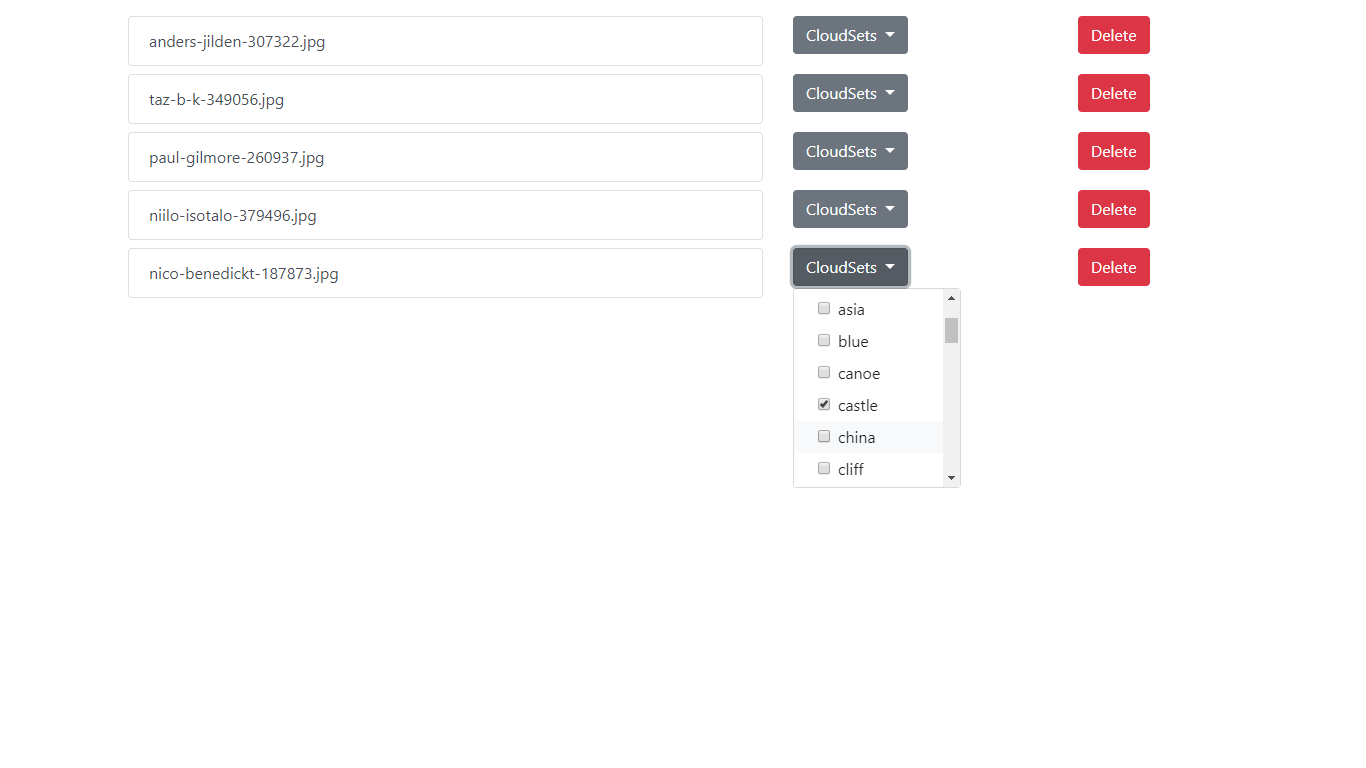 anders-jilden-307322.jpg CloudSets Delete
taz-b-k-349056.jpg CloudSets Delete
paul-gilmore-260937.jpg CloudSets Delete
niilo-isotalo-379496.jpg CloudSets Delete
nico-benedickt-187873.jpg CloudSets Delete
asia
blue
canoe
castle
china
cliff